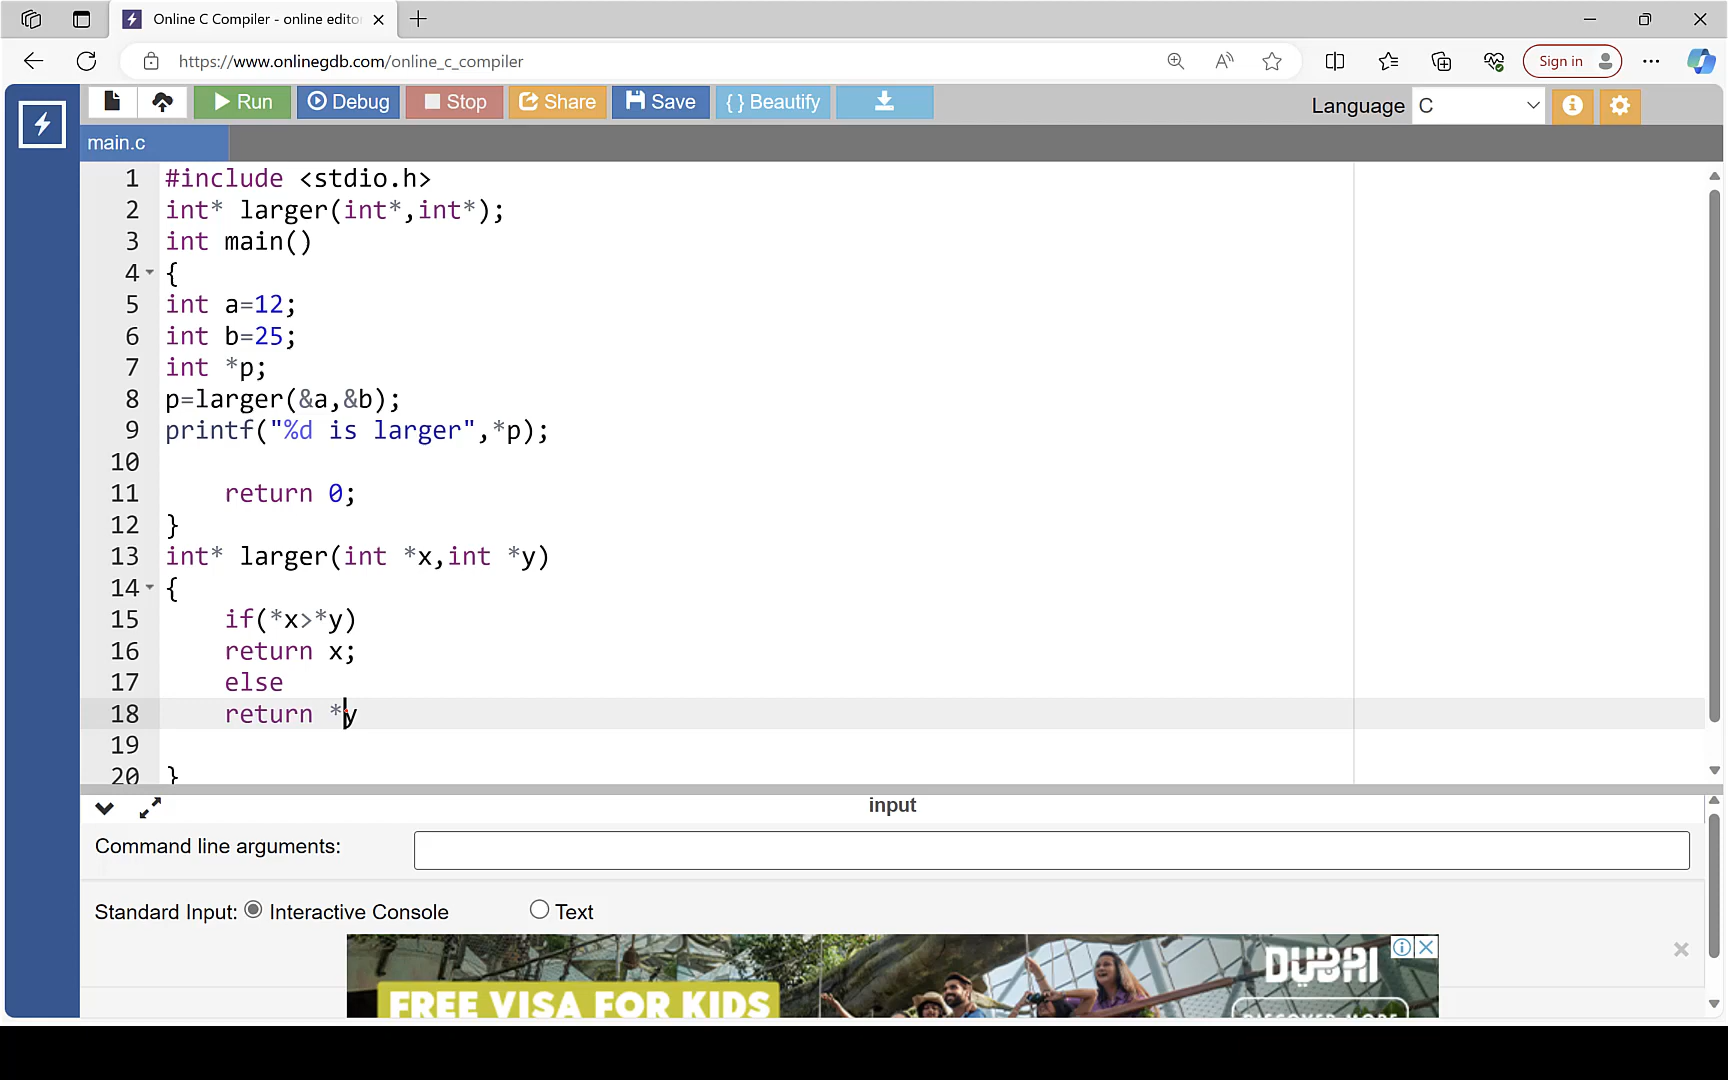 Online C Compiler - online edito
https://www.onlinegdb.com/online_c_compiler
Sign in
Run
Debug
Stop
Share
Save
{ } Beautify
Language
C
main.c
1 #include <stdio.h>
2 int* larger(int*,int*);
3 int main()
4 {
5 int a=12;
6 int b=25;
7 int *p;
8 p=larger(&a,&b);
9 printf("%d is larger",*p);
10
11 return 0;
12 }
13 int* larger(int *x,int *y)
14 {
15 if(*x>*y)
16 return x;
17 else
18 return *y
19
20 }
input
Command line arguments:
Standard Input: Interactive Console Text
DUBAI
FREE VISA FOR KIDS
DISCOVER MORE